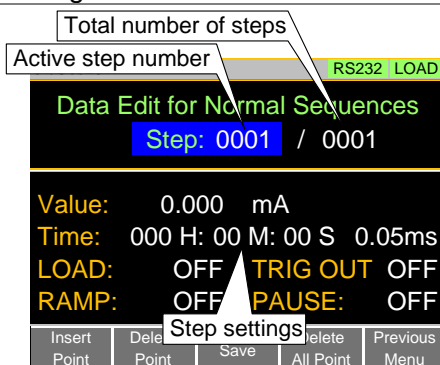 Total number of steps
Active step number
RS232 LOAD
Data Edit for Normal Sequences
Step: 0001 / 0001
Value: 0.000 mA
Time: 000 H: 00 M: 00 S 0.05ms
LOAD: OFF TRIG OUT OFF
RAMP: OFF PAUSE: OFF
Step settings
Insert Point
Point
Save
All Point
Previous Menu